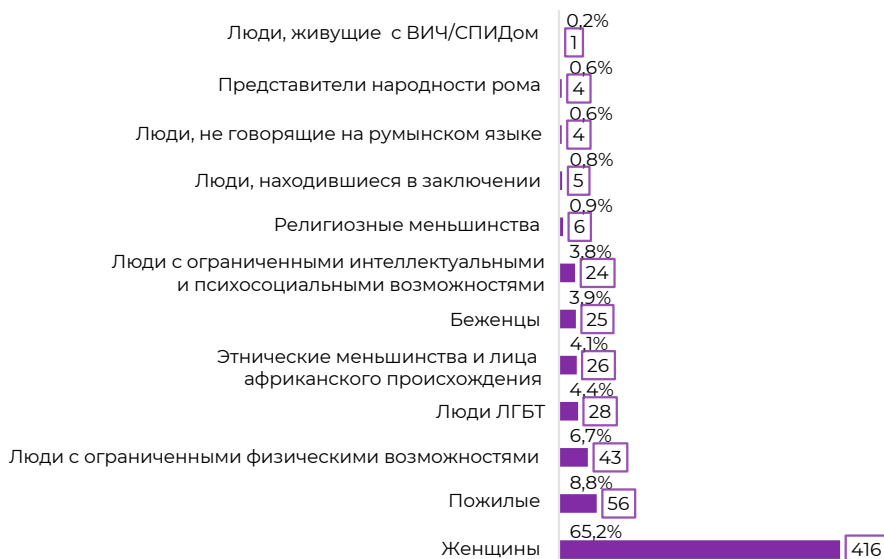 0,2%
Люди, живущие с ВИЧ/СПИДом 1
0,6%
Представители народности рома 4
0,6%
Люди, не говорящие на румынском языке 4
0,8%
Люди, находившиеся в заключении 5
0,9%
Религиозные меньшинства 6
3,8%
Люди с ограниченными интеллектуальными
и психосоциальными возможностями 24
3,9%
Беженцы 25
4,1%
Этнические меньшинства и лица
африканского происхождения 26
4,4%
Люди ЛГБТ 28
6,7%
Люди с ограниченными физическими возможностями 43
8,8%
Пожилые 56
65,2%
Женщины 416